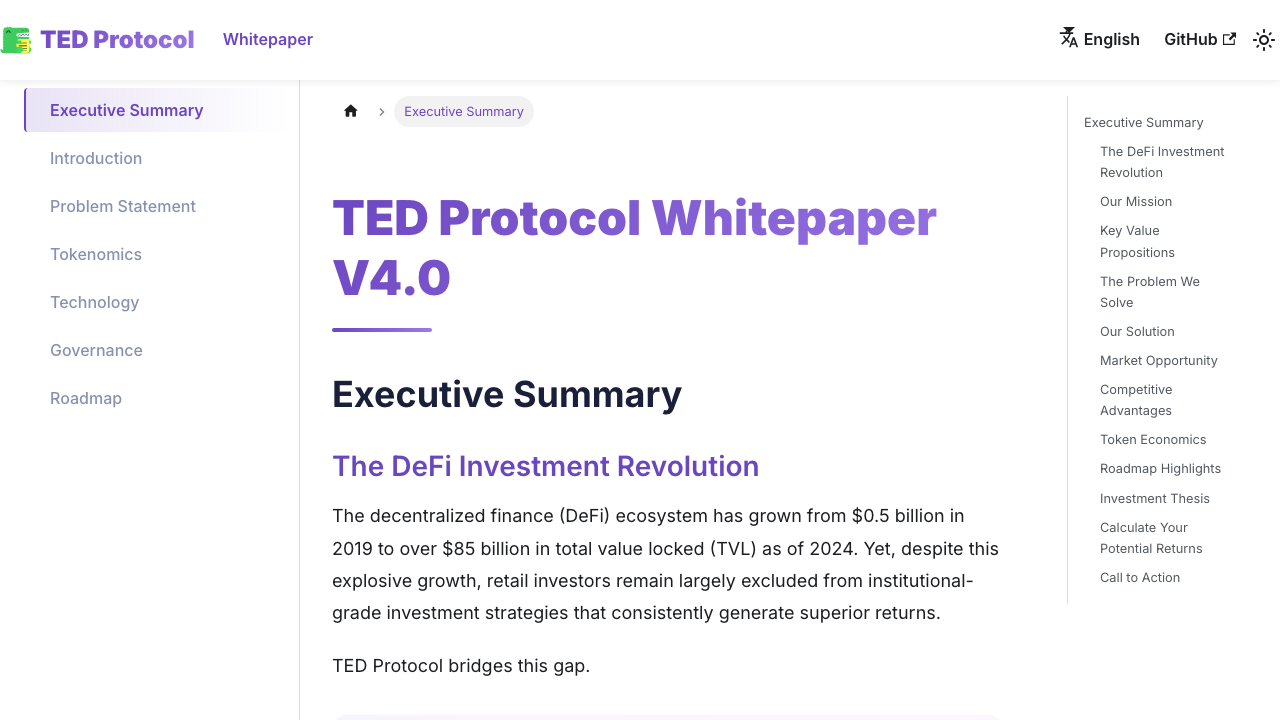 TED Protocol
Whitepaper
English
GitHub
Executive Summary
Introduction
Problem Statement
Tokenomics
Technology
Governance
Roadmap
Executive Summary
TED Protocol Whitepaper
V4.0
Executive Summary
The DeFi Investment Revolution
The decentralized finance (DeFi) ecosystem has grown from $0.5 billion in
2019 to over $85 billion in total value locked (TVL) as of 2024. Yet, despite this
explosive growth, retail investors remain largely excluded from institutional-
grade investment strategies that consistently generate superior returns.
TED Protocol bridges this gap.
Executive Summary
The DeFi Investment
Revolution
Our Mission
Key Value
Propositions
The Problem We
Solve
Our Solution
Market Opportunity
Competitive
Advantages
Token Economics
Roadmap Highlights
Investment Thesis
Calculate Your
Potential Returns
Call to Action